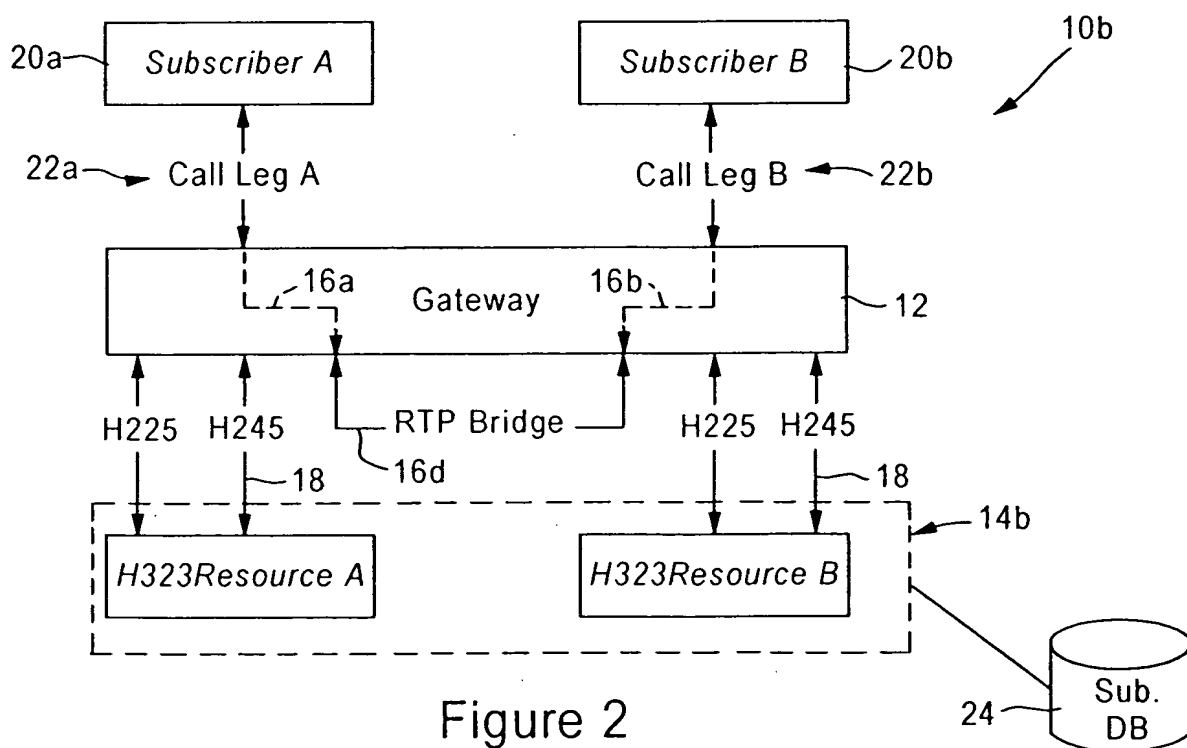 10b
20a Subscriber A Subscriber B 20b
22a Call Leg A Call Leg B 22b
16a Gateway 16b 12
H225 H245 RTP Bridge H225 H245
16d
18 18
14b
H323Resource A H323Resource B
24 Sub.
DB
Figure 2